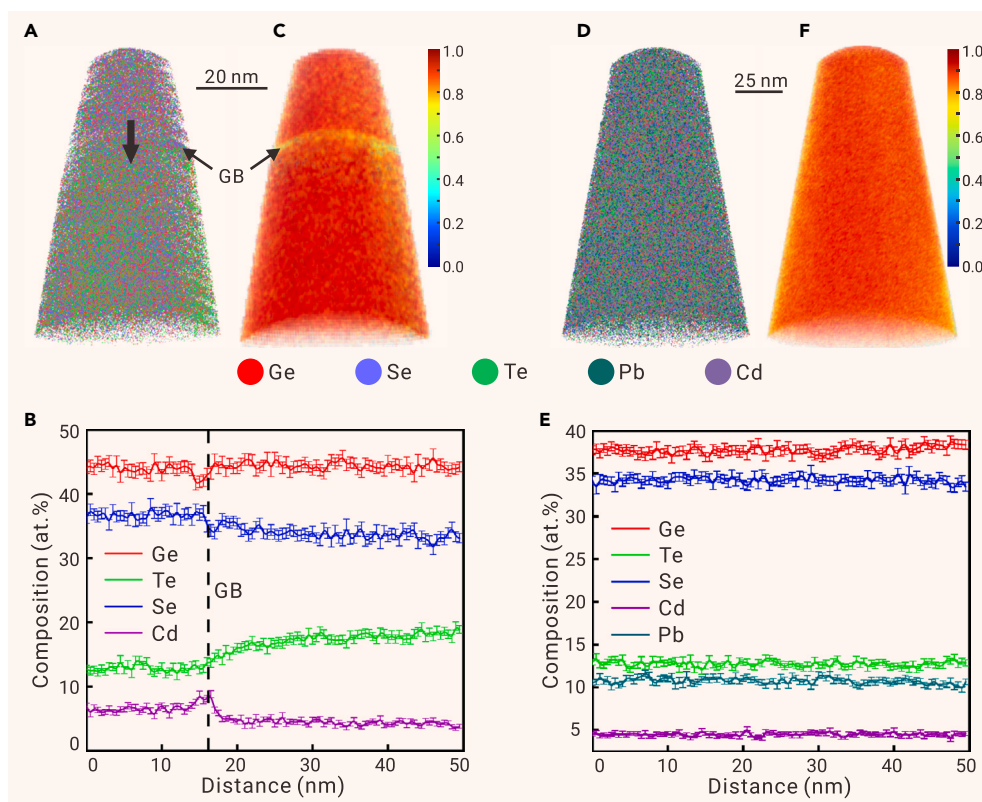 A
C
D
F
20 nm
25 nm
GB
1.0
0.8
0.6
0.4
0.2
0.0
1.0
0.8
0.6
0.4
0.2
0.0
Ge
Se
Te
Pb
Cd
B
Composition (at.%)
50
40
30
20
10
0
Ge
Te
Se
Cd
GB
0
10
20
30
40
50
Distance (nm)
E
Composition (at.%)
40
35
30
25
20
15
10
5
Ge
Te
Se
Cd
Pb
0
10
20
30
40
50
Distance (nm)